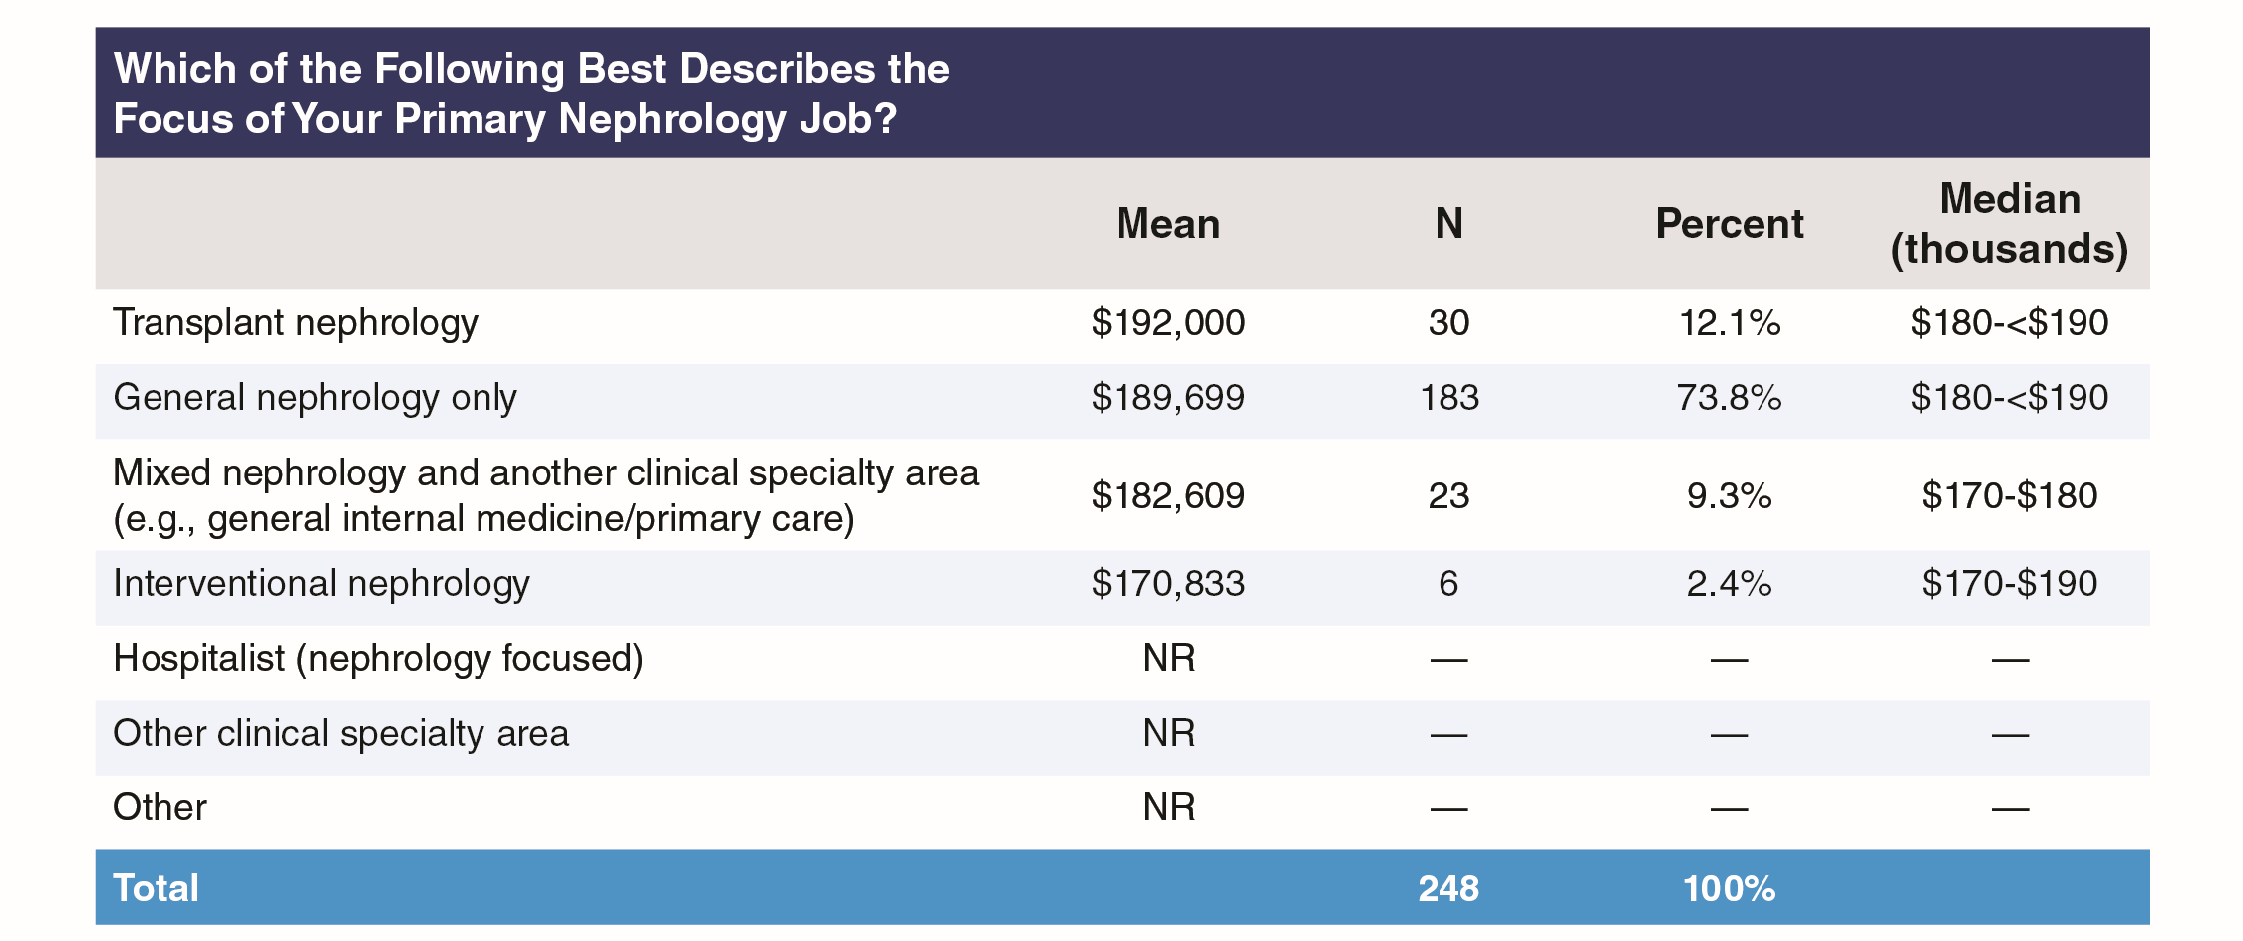 Which of the Following Best Describes the
Focus of Your Primary Nephrology Job?
Mean N Percent Median (thousands)
Transplant nephrology $192,000 30 12.1% $180-<$190
General nephrology only $189,699 183 73.8% $180-<$190
Mixed nephrology and another clinical specialty area
(e.g., general internal medicine/primary care) $182,609 23 9.3% $170-$180
Interventional nephrology $170,833 6 2.4% $170-$190
Hospitalist (nephrology focused) NR — — —
Other clinical specialty area NR — — —
Other NR — — —
Total 248 100%